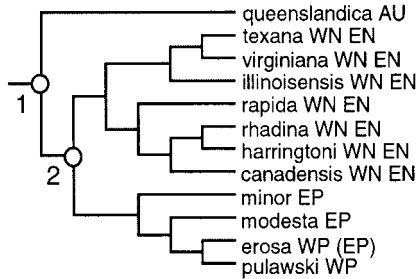 queenslandica AU
texana WN EN
virginiana WN EN
illinoisensis WN EN
rapida WN EN
rhadina WN EN
harringtoni WN EN
canadensis WN EN
minor EP
modesta EP
erosa WP (EP)
pulawski WP
1
2